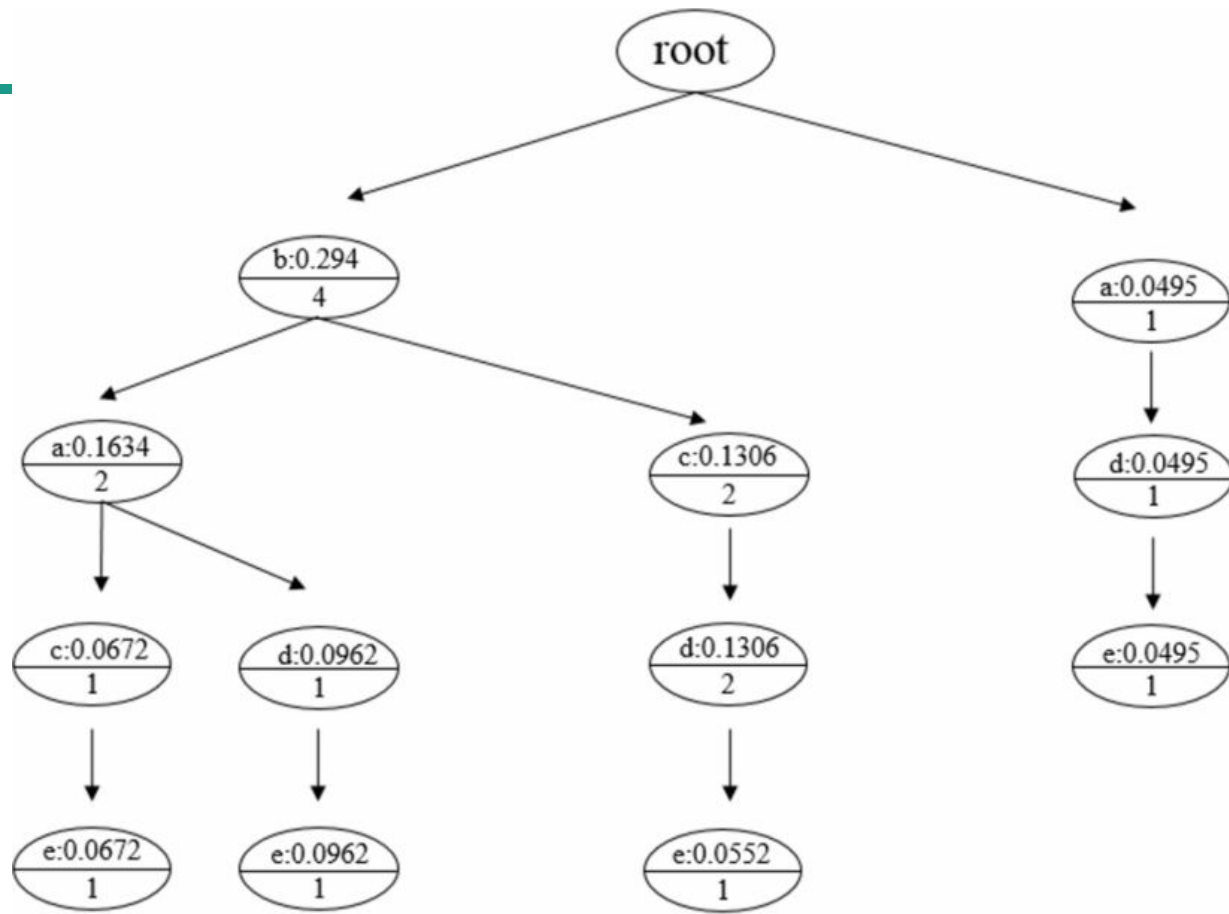 root
b:0.294
4
a:0.0495
1
a:0.1634
2
c:0.1306
2
d:0.0495
1
c:0.0672
1
d:0.0962
1
d:0.1306
2
e:0.0495
1
e:0.0672
1
e:0.0962
1
e:0.0552
1